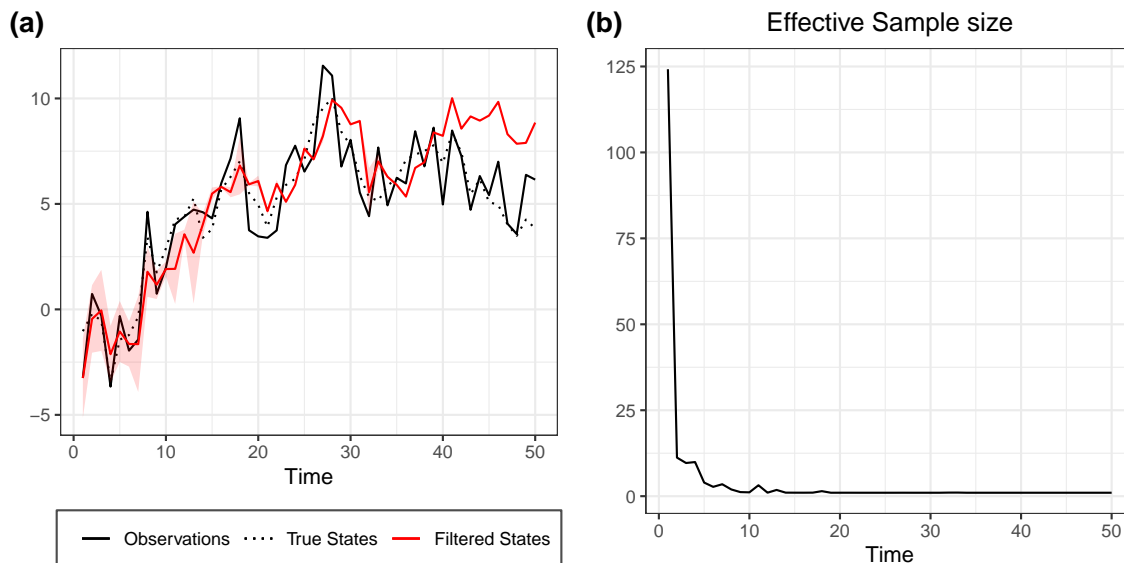 (a)
10
5
0
−5
0 10 20 30 40 50
Time
Observations True States Filtered States
(b) Effective Sample size
125
100
75
50
25
0
0 10 20 30 40 50
Time